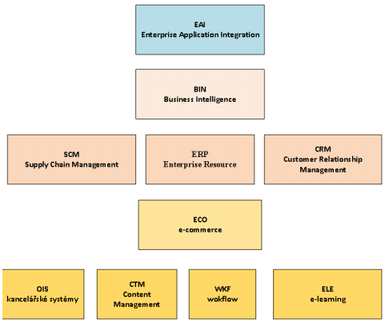 EAI
Enterprise Application Integration
BIN
Business Intelligence
SCM
Supply Chain Management
ERP
Enterprise Resource
CRM
Customer Relationship
Management
ECO
e-commerce
OIS
kancelářské systémy
CTM
Content
Management
WKF
wokflow
ELE
e-learning